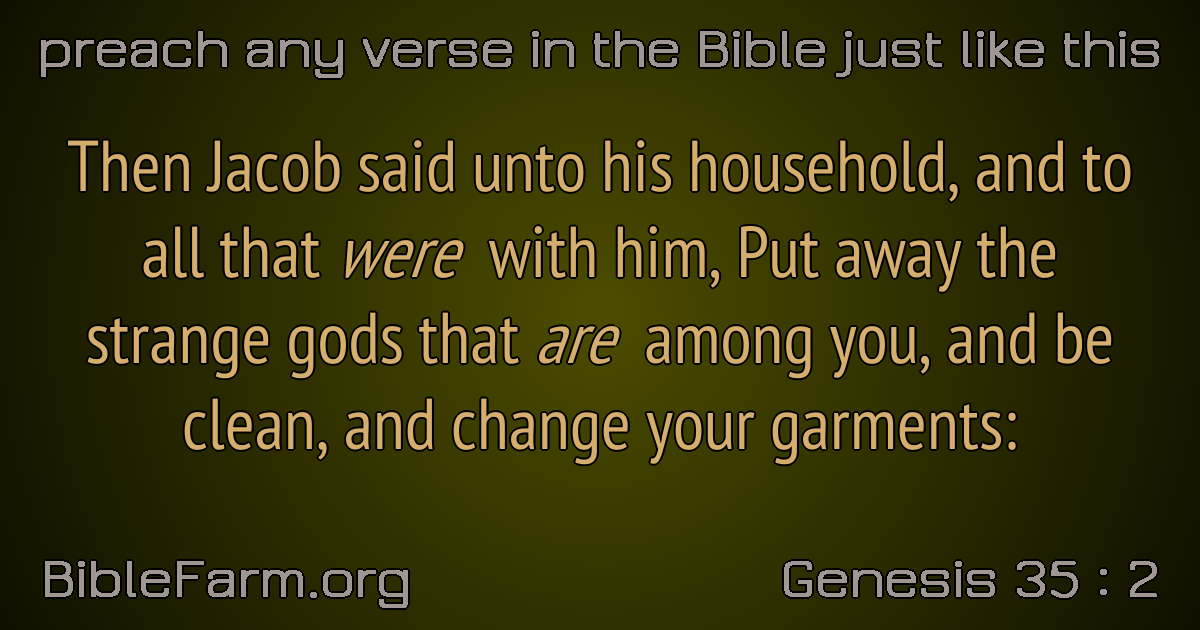 preach any verse in the Bible just like this
Then Jacob said unto his household, and to
all that were with him, Put away the
strange gods that are among you, and be
clean, and change your garments:
BibleFarm.org
Genesis 35 : 2